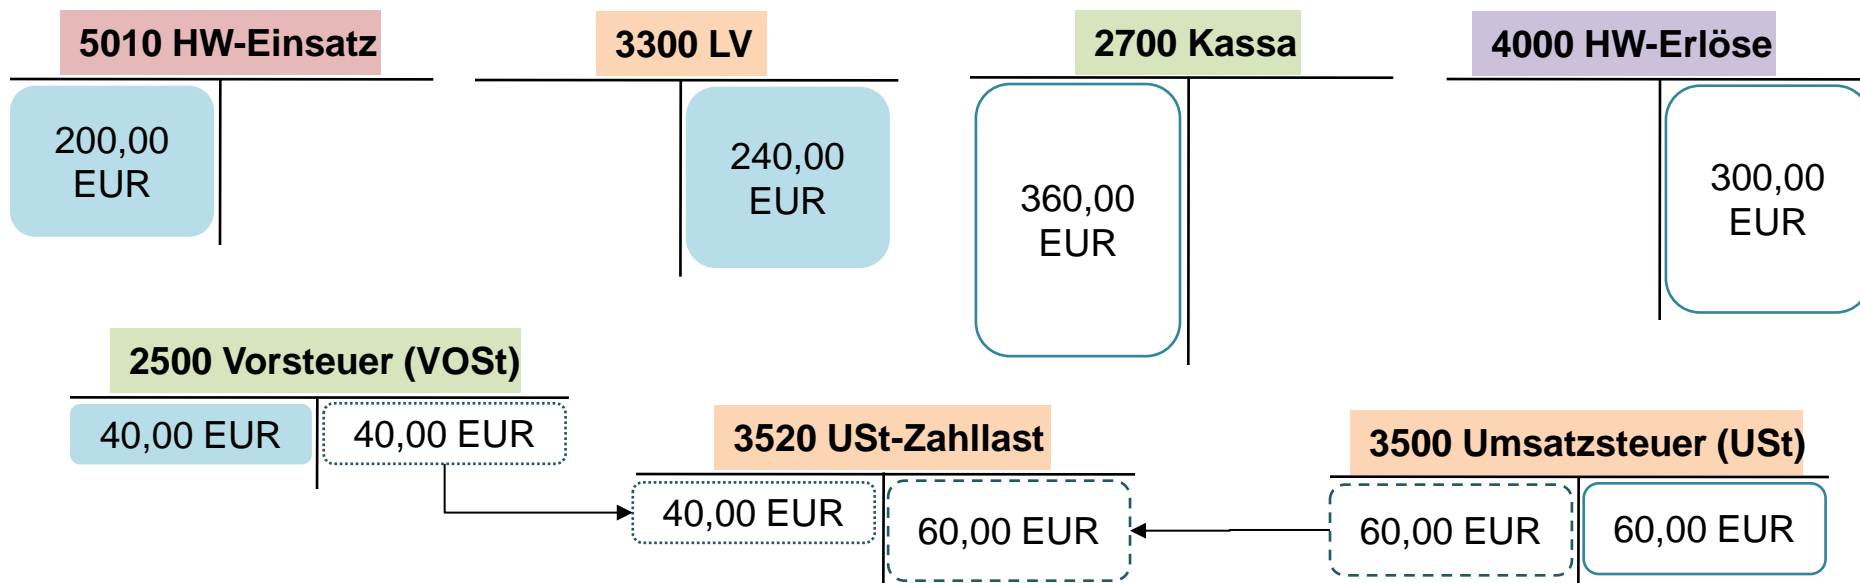 5010 HW-Einsatz
3300 LV
2700 Kassa
4000 HW-Erlöse
200,00
EUR
240,00
EUR
360,00
EUR
300,00
EUR
2500 Vorsteuer (VOSt)
40,00 EUR
40,00 EUR
3520 USt-Zahllast
40,00 EUR
60,00 EUR
3500 Umsatzsteuer (USt)
60,00 EUR
60,00 EUR